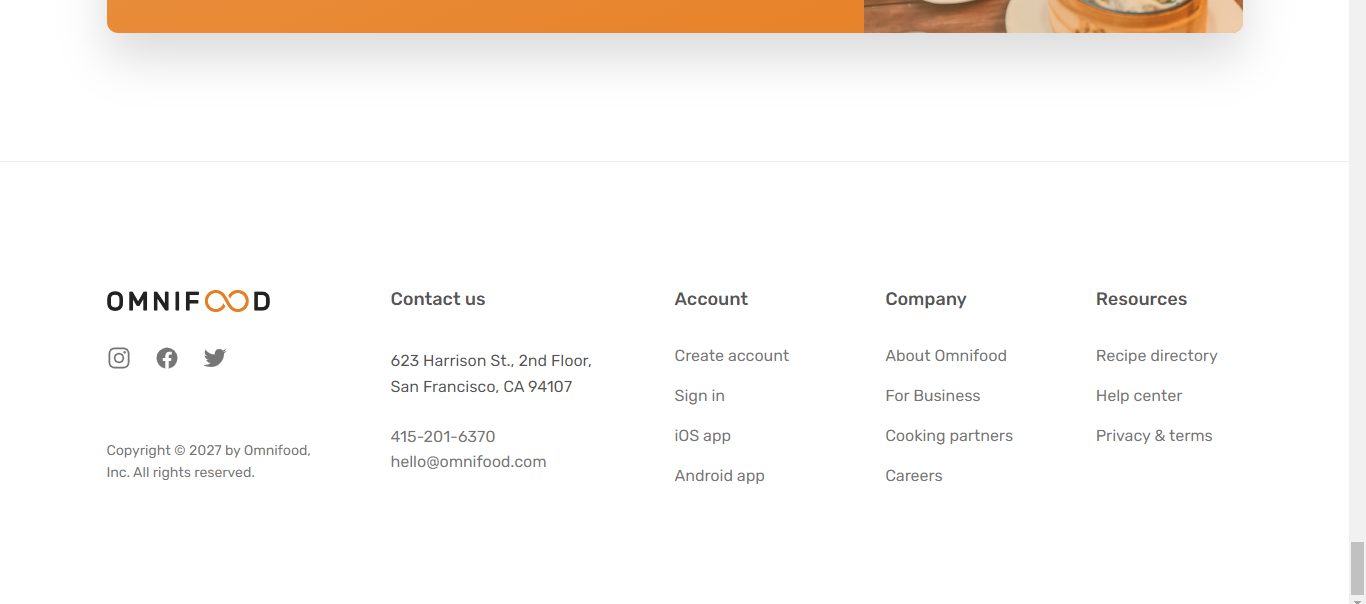 OMNIFOOD
Copyright © 2027 by Omnifood,
Inc. All rights reserved.
Contact us
623 Harrison St., 2nd Floor,
San Francisco, CA 94107
415-201-6370
hello@omnifood.com
Account
Create account
Sign in
iOS app
Android app
Company
About Omnifood
For Business
Cooking partners
Careers
Resources
Recipe directory
Help center
Privacy & terms